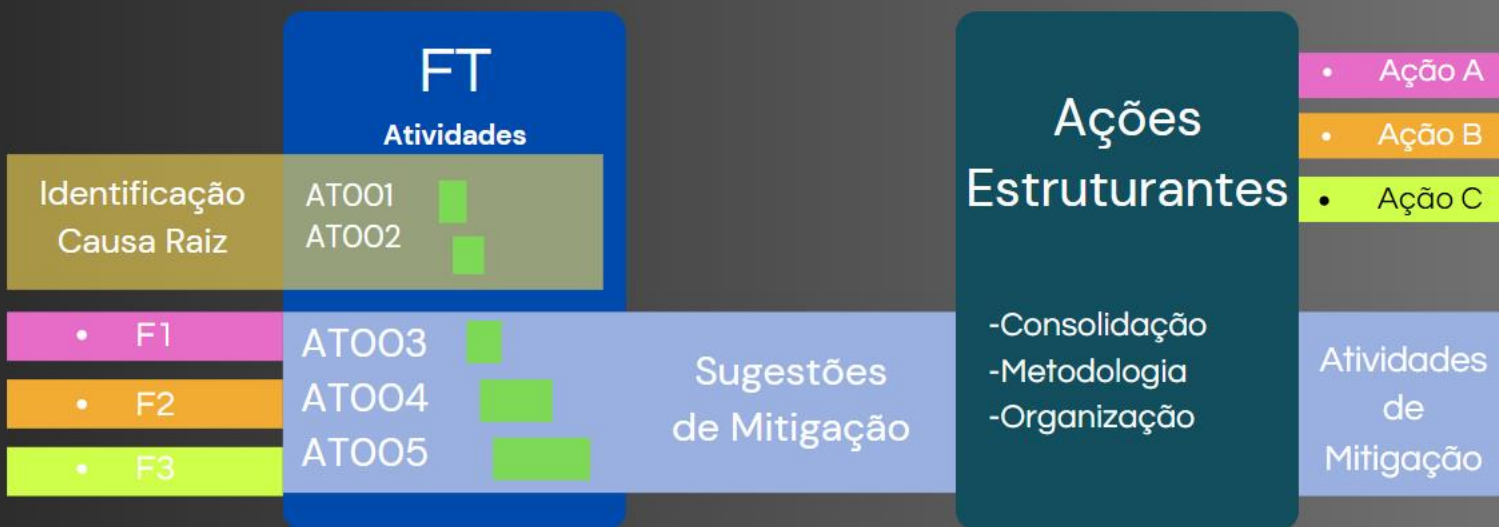 FT
Atividades
Identificação
Causa Raiz
AT001
AT002
• F1
• F2
• F3
AT003
AT004
AT005
Sugestões
de Mitigação
Ações
Estruturantes
-Consolidação
-Metodologia
-Organização
• Ação A
• Ação B
• Ação C
Atividades
de
Mitigação